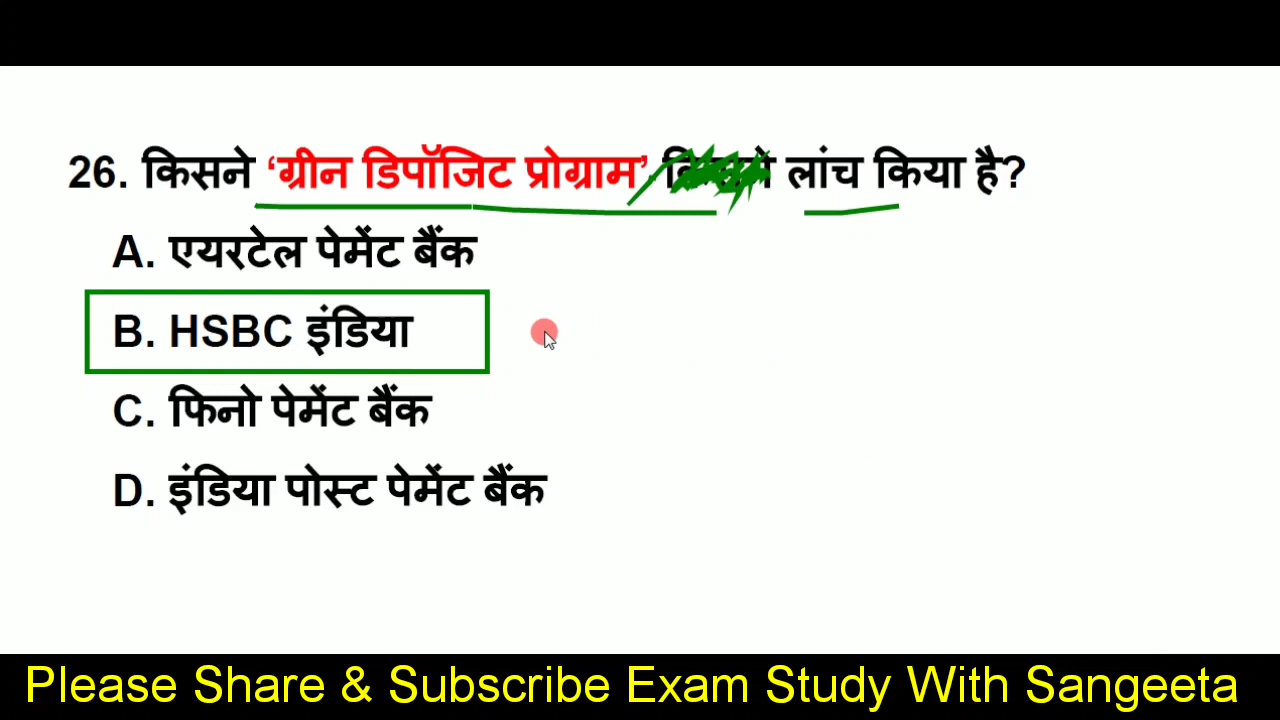 26. किसने ‘ग्रीन डिपॉजिट प्रोग्राम’, लांच किया है?
A. एयरटेल पेमेंट बैंक
B. HSBC इंडिया
C. फिनो पेमेंट बैंक
D. इंडिया पोस्ट पेमेंट बैंक
Please Share & Subscribe Exam Study With Sangeeta